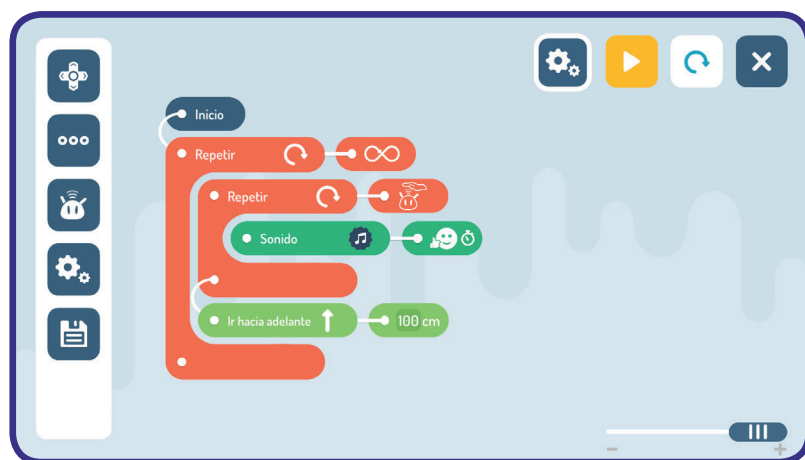 Inicio
Repetir
Repetir
Sonido
Ir hacia adelante 100 cm
- +